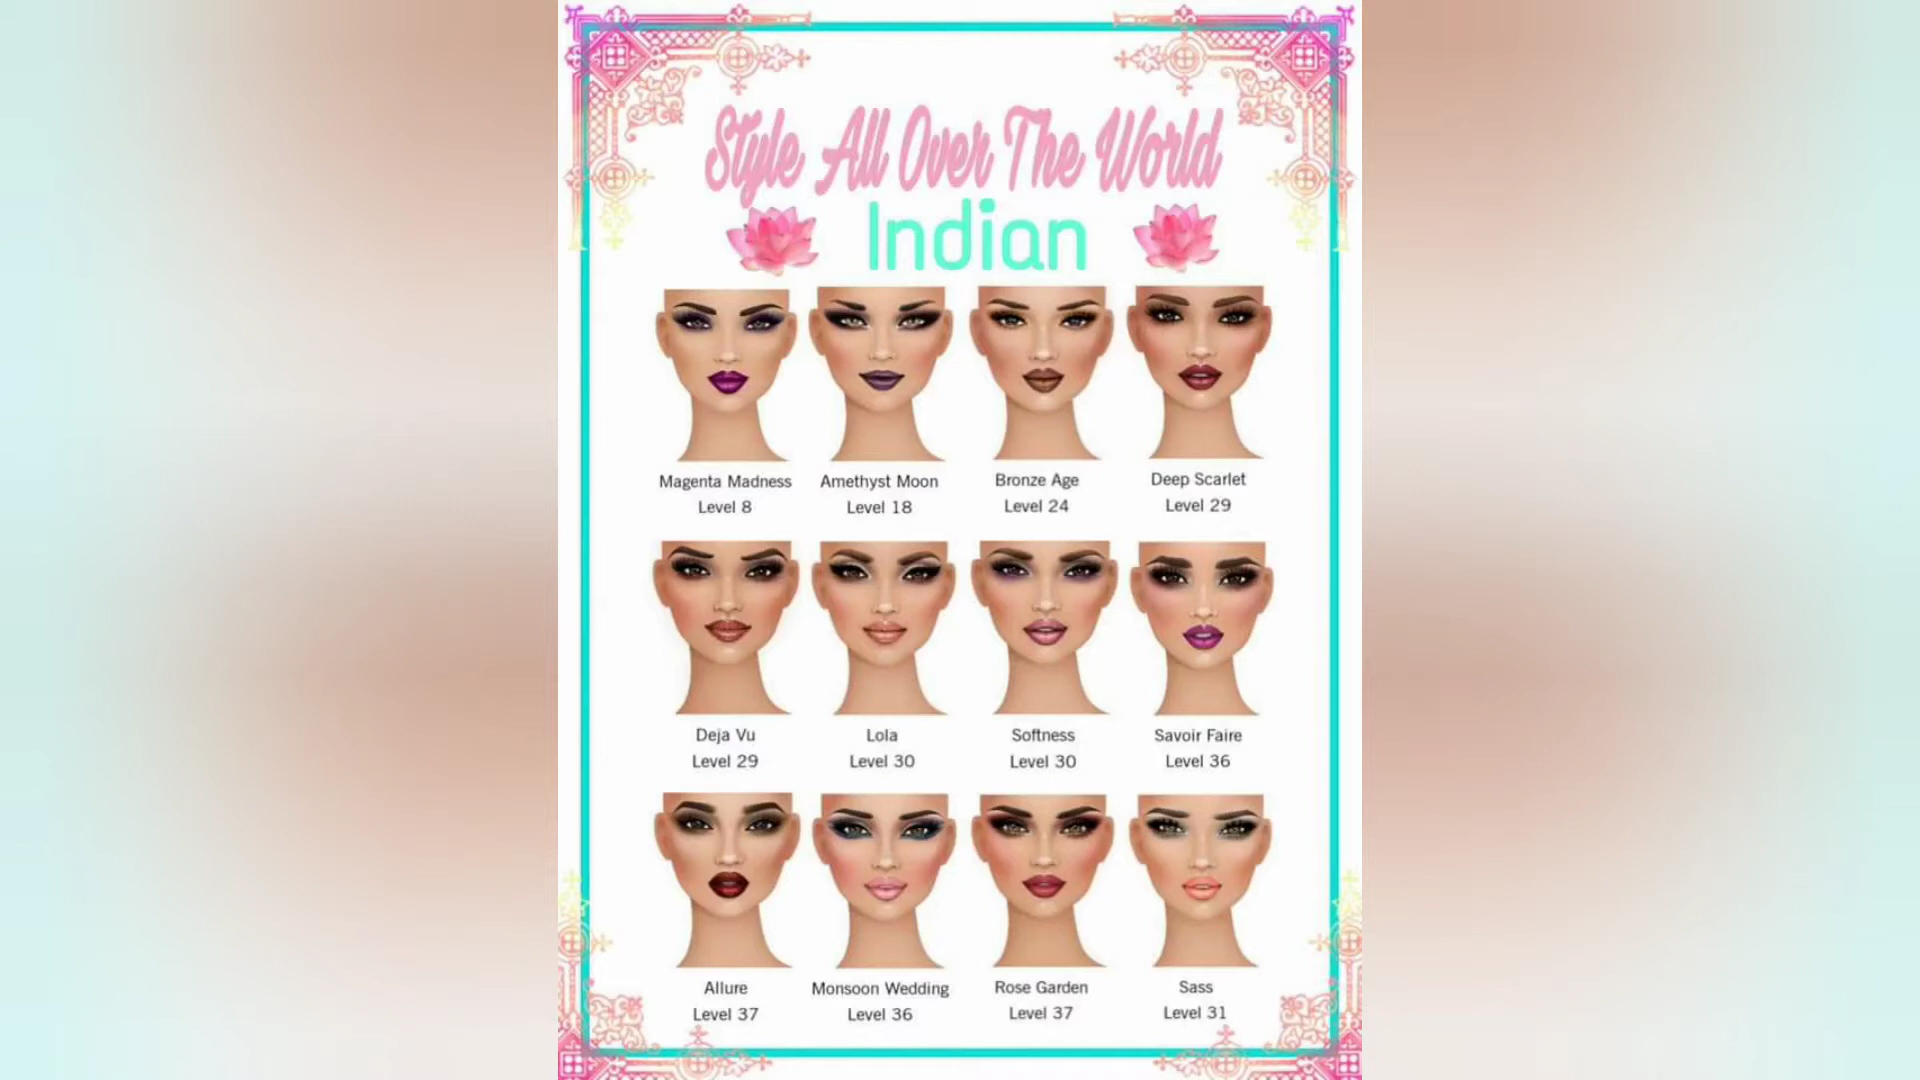 Style All Over The World
Indian
Magenta Madness
Level 8
Amethyst Moon
Level 18
Bronze Age
Level 24
Deep Scarlet
Level 29
Deja Vu
Level 29
Lola
Level 30
Softness
Level 30
Savoir Faire
Level 36
Allure
Level 37
Monsoon Wedding
Level 36
Rose Garden
Level 37
Sass
Level 31